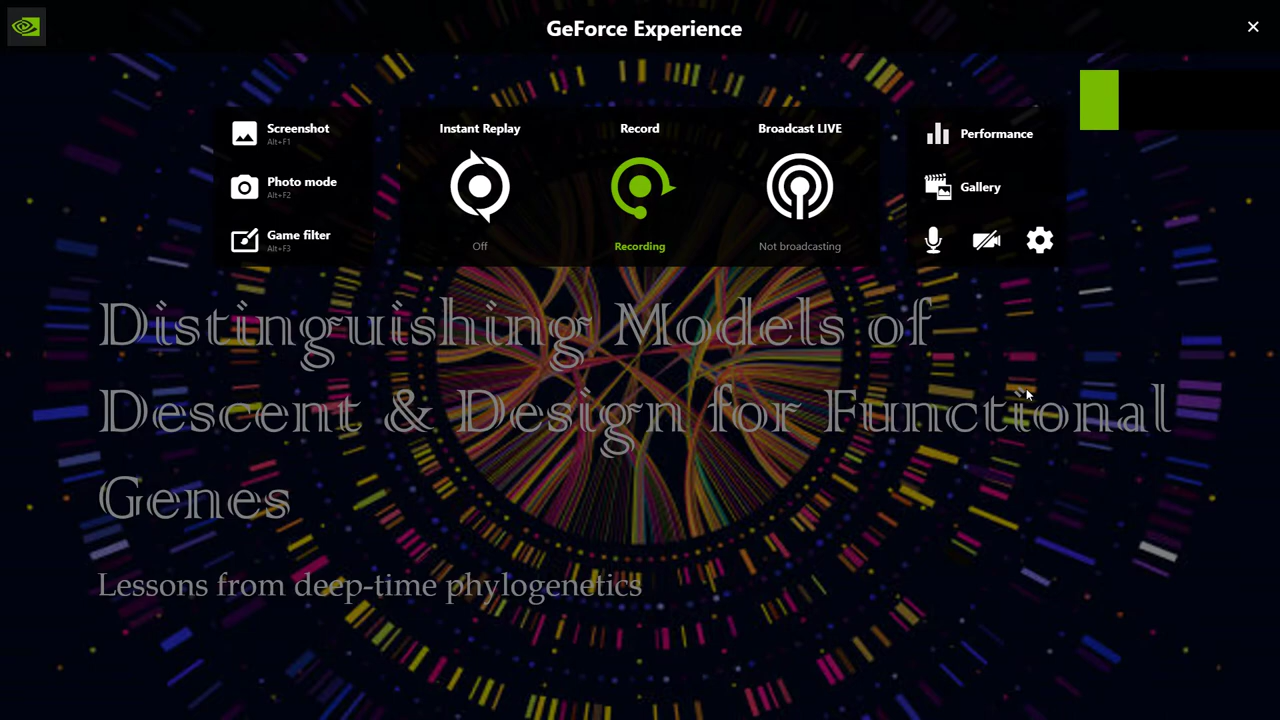 GeForce Experience
Screenshot
Alt+F1
Photo mode
Alt+F2
Game filter
Alt+F3
Instant Replay
Off
Record
Recording
Broadcast LIVE
Not broadcasting
Performance
Gallery
Distinguishing Models of
Descent & Design for Functional
Genes
Lessons from deep-time phylogenetics